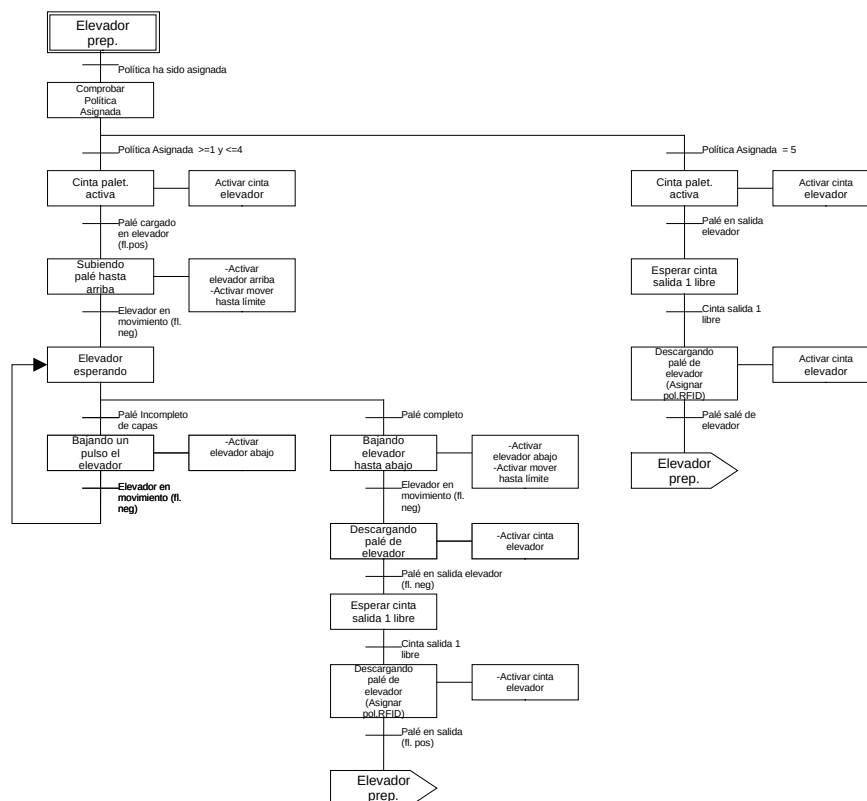 Elevador
prep.
Política ha sido asignada
Comprobar
Política
Asignada
Política Asignada >=1 y <=4
Política Asignada = 5
Cinta palet.
activa
Activar cinta
elevador
Cinta palet.
activa
Activar cinta
elevador
Palé cargado
en elevador
(fl.pos)
Palé en salida
elevador
Subiendo
palé hasta
arriba
-Activar
elevador arriba
-Activar mover
hasta límite
Esperar cinta
salida 1 libre
Elevador en
movimiento (fl.
neg)
Cinta salida 1
libre
Elevador
esperando
Descargando
palé de
elevador
(Asignar
pol.RFID)
Activar cinta
elevador
Palé Incompleto
de capas
Palé completo
Palé salé de
elevador
Bajando un
pulso el
elevador
-Activar
elevador abajo
Bajando
elevador
hasta abajo
-Activar
elevador abajo
-Activar mover
hasta límite
Elevador
prep.
Elevador en
movimiento (fl.
neg)
Elevador en
movimiento (fl.
neg)
Descargando
palé de
elevador
-Activar cinta
elevador
Palé en salida elevador
(fl. neg)
Esperar cinta
salida 1 libre
Cinta salida 1
libre
Descargando
palé de
elevador
(Asignar
pol.RFID)
-Activar cinta
elevador
Palé en salida
(fl. pos)
Elevador
prep.